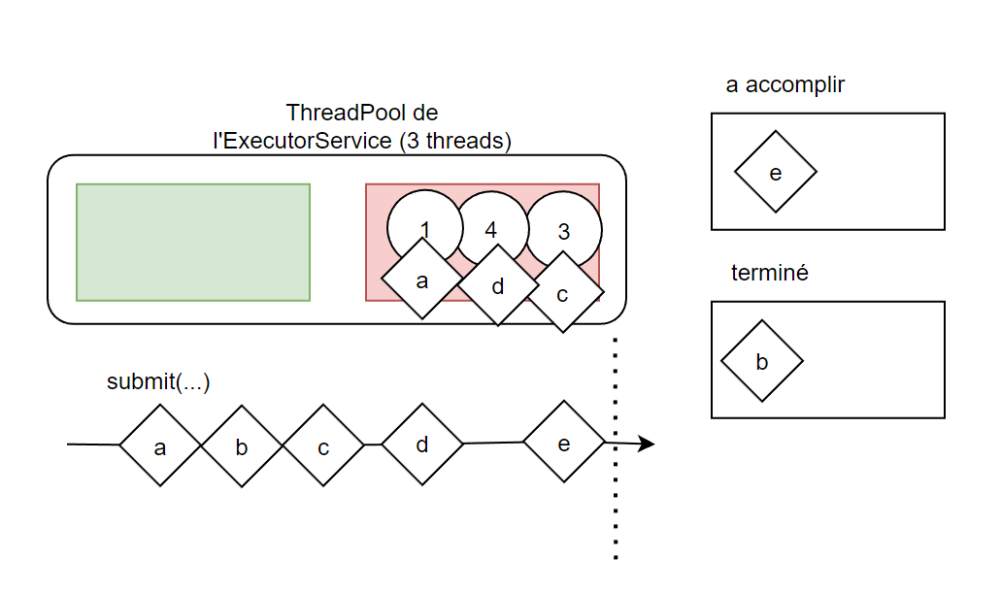 ThreadPool de
l'ExecutorService (3 threads)
1
4
3
a
d
c
a accomplir
e
terminé
b
submit(...)
a
b
c
d
e